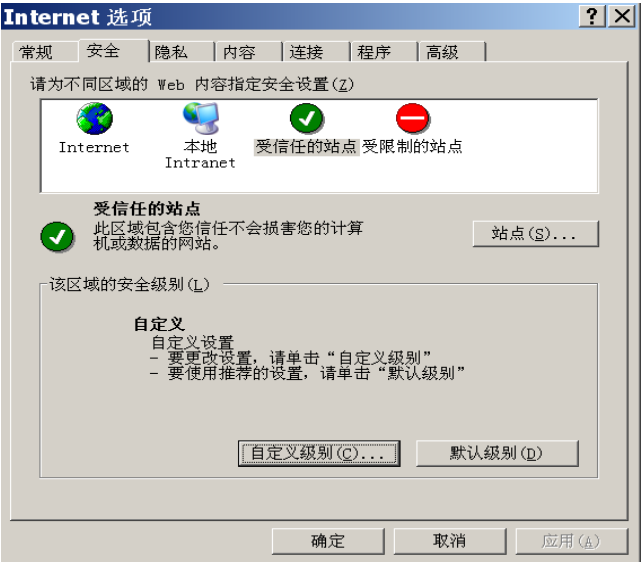 Internet 选项
常规 安全 隐私 内容 连接 程序 高级
请为不同区域的 Web 内容指定安全设置(Z)
Internet 本地 受信任的站点 受限制的站点
Intranet
受信任的站点
此区域包含您信任不会损害您的计算
机或数据的网站。
站点(S)...
该区域的安全级别(L)
自定义
自定义设置
- 要更改设置，请单击“自定义级别”
- 要使用推荐的设置，请单击“默认级别”
自定义级别(C)... 默认级别(D)
确定 取消 应用(A)